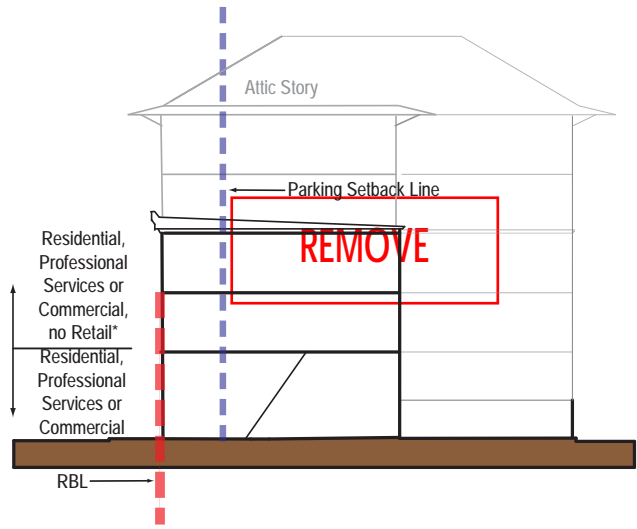 Attic Story
Parking Setback Line
REMOVE
Residential,
Professional
Services or
Commercial,
no Retail*
Residential,
Professional
Services or
Commercial
RBL